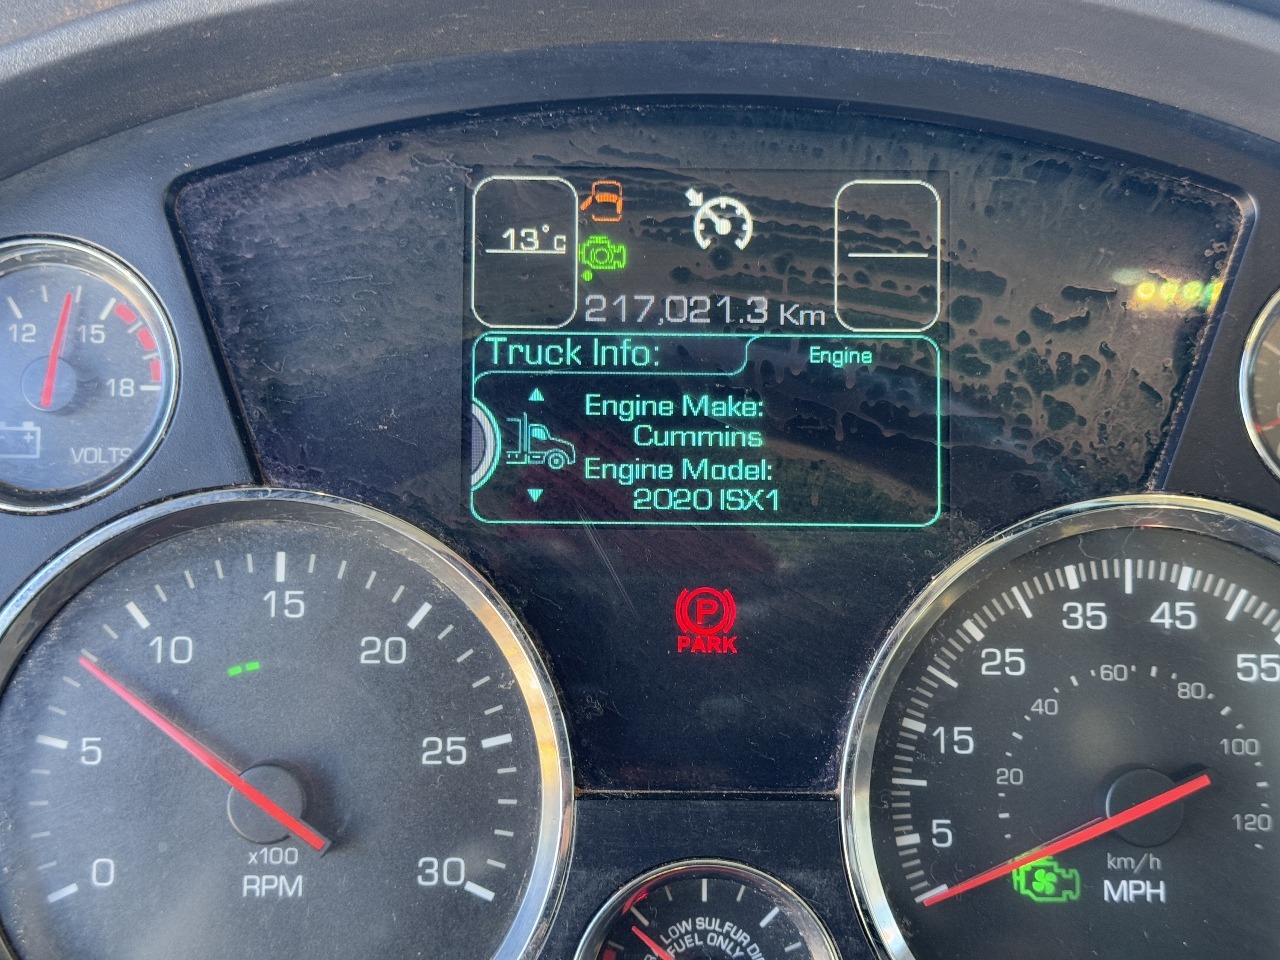 13°c
217,021.3 Km
Truck Info:
Engine
Engine Make:
Cummins
Engine Model:
2020 ISX1
12
15
18
VOLTS
P
PARK
0
5
10
15
20
25
30
x100
RPM
5
15
25
35
45
55
20
40
60
80
100
120
km/h
MPH
LOW SULFUR
FUEL ONLY